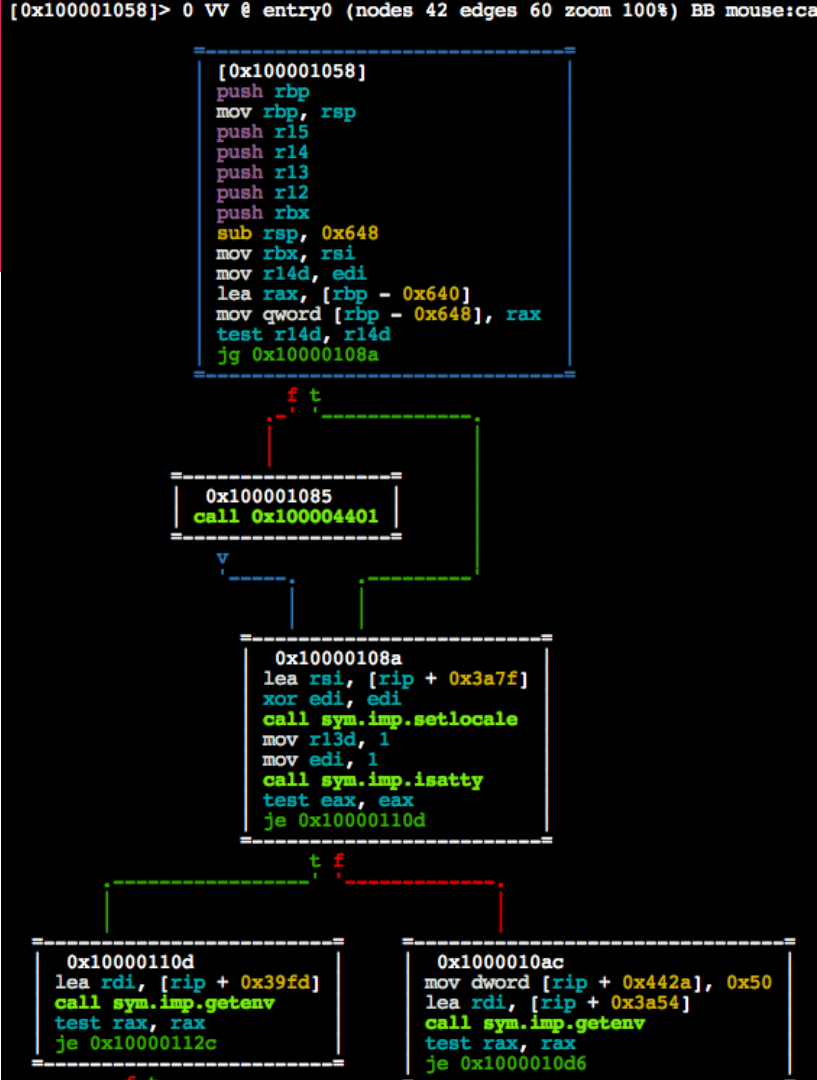 [0x100001058]> 0 VV @ entry0 (nodes 42 edges 60 zoom 100%) BB mouse:ca
[0x100001058]
push rbp
mov rbp, rsp
push r15
push r14
push r13
push r12
push rbx
sub rsp, 0x648
mov rbx, rsi
mov r14d, edi
lea rax, [rbp - 0x640]
mov qword [rbp - 0x648], rax
test r14d, r14d
jg 0x10000108a
f t
0x100001085
call 0x100004401
v
0x10000108a
lea rsi, [rip + 0x3a7f]
xor edi, edi
call sym.imp.setlocale
mov r13d, 1
mov edi, 1
call sym.imp.isatty
test eax, eax
je 0x10000110d
t f
0x10000110d
lea rdi, [rip + 0x39fd]
call sym.imp.getenv
test rax, rax
je 0x10000112c
0x1000010ac
mov dword [rip + 0x442a], 0x50
lea rdi, [rip + 0x3a54]
call sym.imp.getenv
test rax, rax
je 0x1000010d6